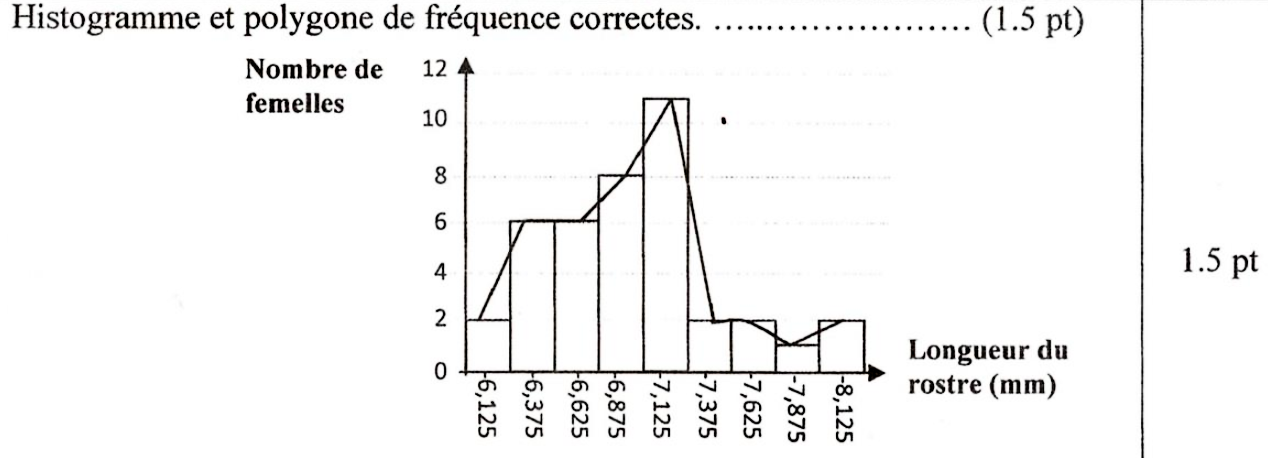 Histogramme et polygone de fréquence correctes. ........................ (1.5 pt)
Nombre de
femelles
12
10
8
6
4
2
0
6,125
6,375
6,625
6,875
7,125
7,375
7,625
7,875
8,125
Longueur du
rostre (mm)
1.5 pt